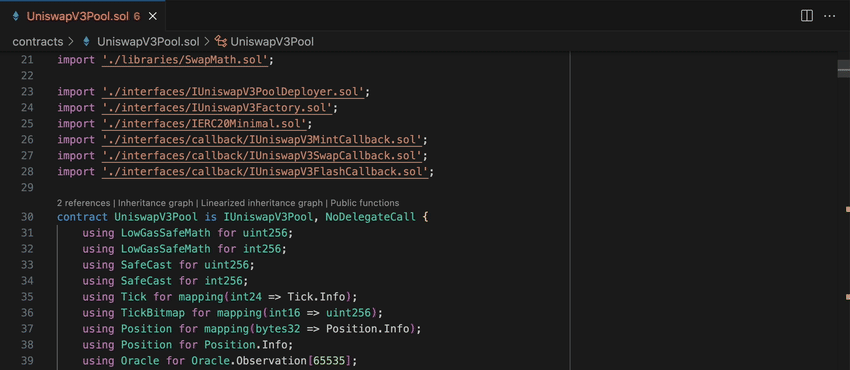 UniswapV3Pool.sol 6
contracts > UniswapV3Pool.sol > UniswapV3Pool
21 import './libraries/SwapMath.sol';
22
23 import './interfaces/IUniswapV3PoolDeployer.sol';
24 import './interfaces/IUniswapV3Factory.sol';
25 import './interfaces/IERC20Minimal.sol';
26 import './interfaces/callback/IUniswapV3MintCallback.sol';
27 import './interfaces/callback/IUniswapV3SwapCallback.sol';
28 import './interfaces/callback/IUniswapV3FlashCallback.sol';
29
2 references | Inheritance graph | Linearized inheritance graph | Public functions
30 contract UniswapV3Pool is IUniswapV3Pool, NoDelegateCall {
31 using LowGasSafeMath for uint256;
32 using LowGasSafeMath for int256;
33 using SafeCast for uint256;
34 using SafeCast for int256;
35 using Tick for mapping(int24 => Tick.Info);
36 using TickBitmap for mapping(int16 => uint256);
37 using Position for mapping(bytes32 => Position.Info);
38 using Position for Position.Info;
39 using Oracle for Oracle.Observation[65535];